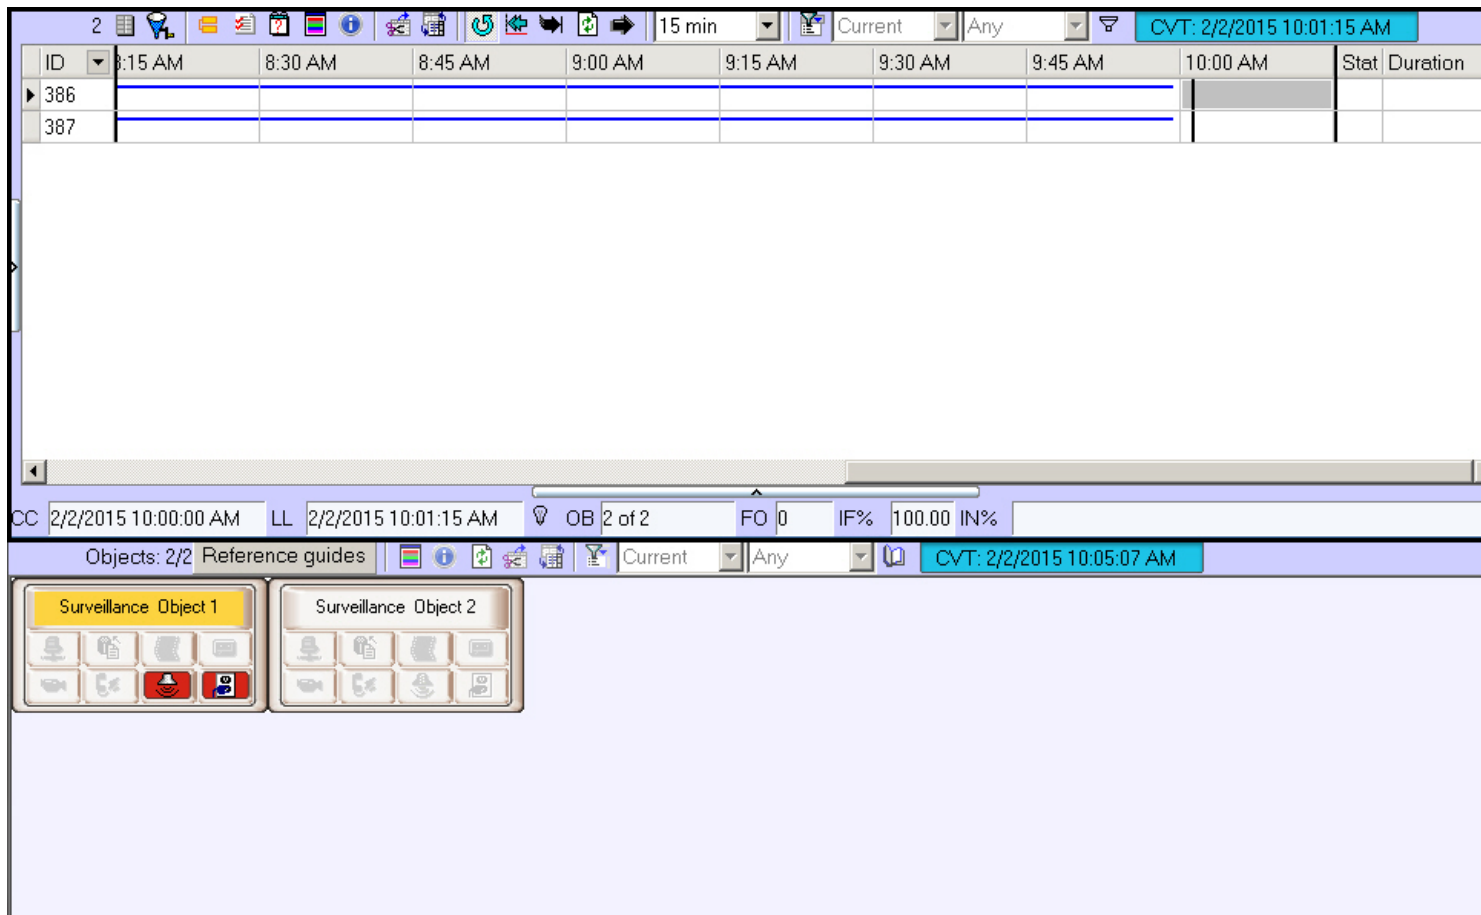 2 15 min Current Any CVT: 2/2/2015 10:01:15 AM
ID 8:15 AM 8:30 AM 8:45 AM 9:00 AM 9:15 AM 9:30 AM 9:45 AM 10:00 AM Stat Duration
386
387
CC 2/2/2015 10:00:00 AM LL 2/2/2015 10:01:15 AM OB 2 of 2 FO 0 IF% 100.00 IN%
Objects: 2/2 Reference guides Current Any CVT: 2/2/2015 10:05:07 AM
Surveillance Object 1 Surveillance Object 2